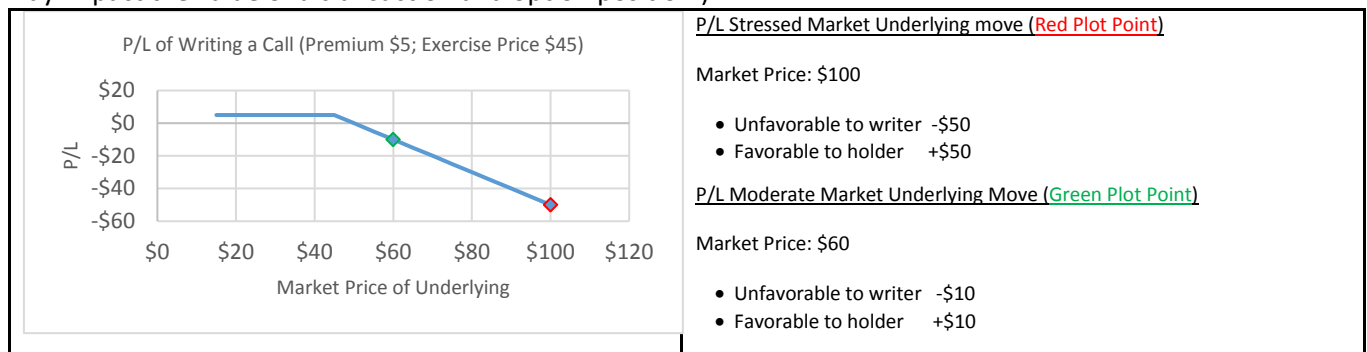 P/L of Writing a Call (Premium $5; Exercise Price $45)
$20
$0
-$20
-$40
-$60
P/L
$0 $20 $40 $60 $80 $100 $120
Market Price of Underlying
P/L Stressed Market Underlying move (Red Plot Point)
Market Price: $100
• Unfavorable to writer -$50
• Favorable to holder +$50
P/L Moderate Market Underlying Move (Green Plot Point)
Market Price: $60
• Unfavorable to writer -$10
• Favorable to holder +$10